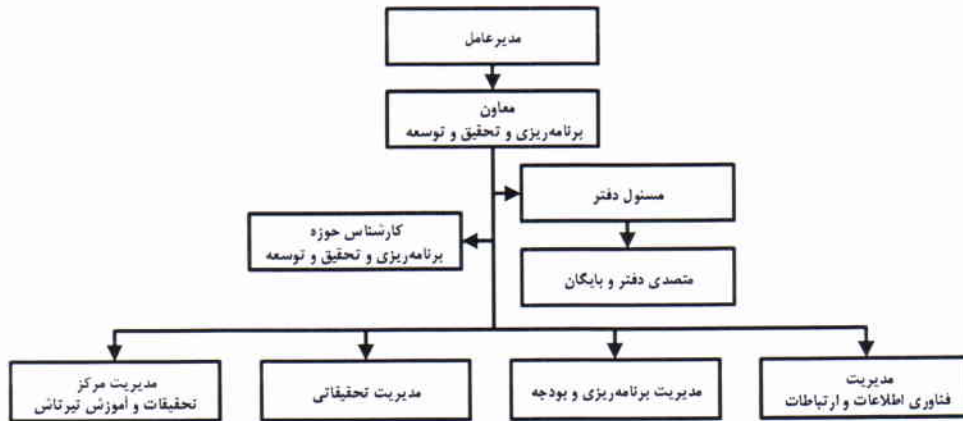 مدیرعامل
معاون
برنامه‌ریزی و تحقیق و توسعه
مسئول دفتر
کارشناس حوزه
برنامه‌ریزی و تحقیق و توسعه
متصدی دفتر و بایگان
مدیریت
فناوری اطلاعات و ارتباطات
مدیریت برنامه‌ریزی و بودجه
مدیریت تحقیقاتی
مدیریت مرکز
تحقیقات و آموزش تیرتاش